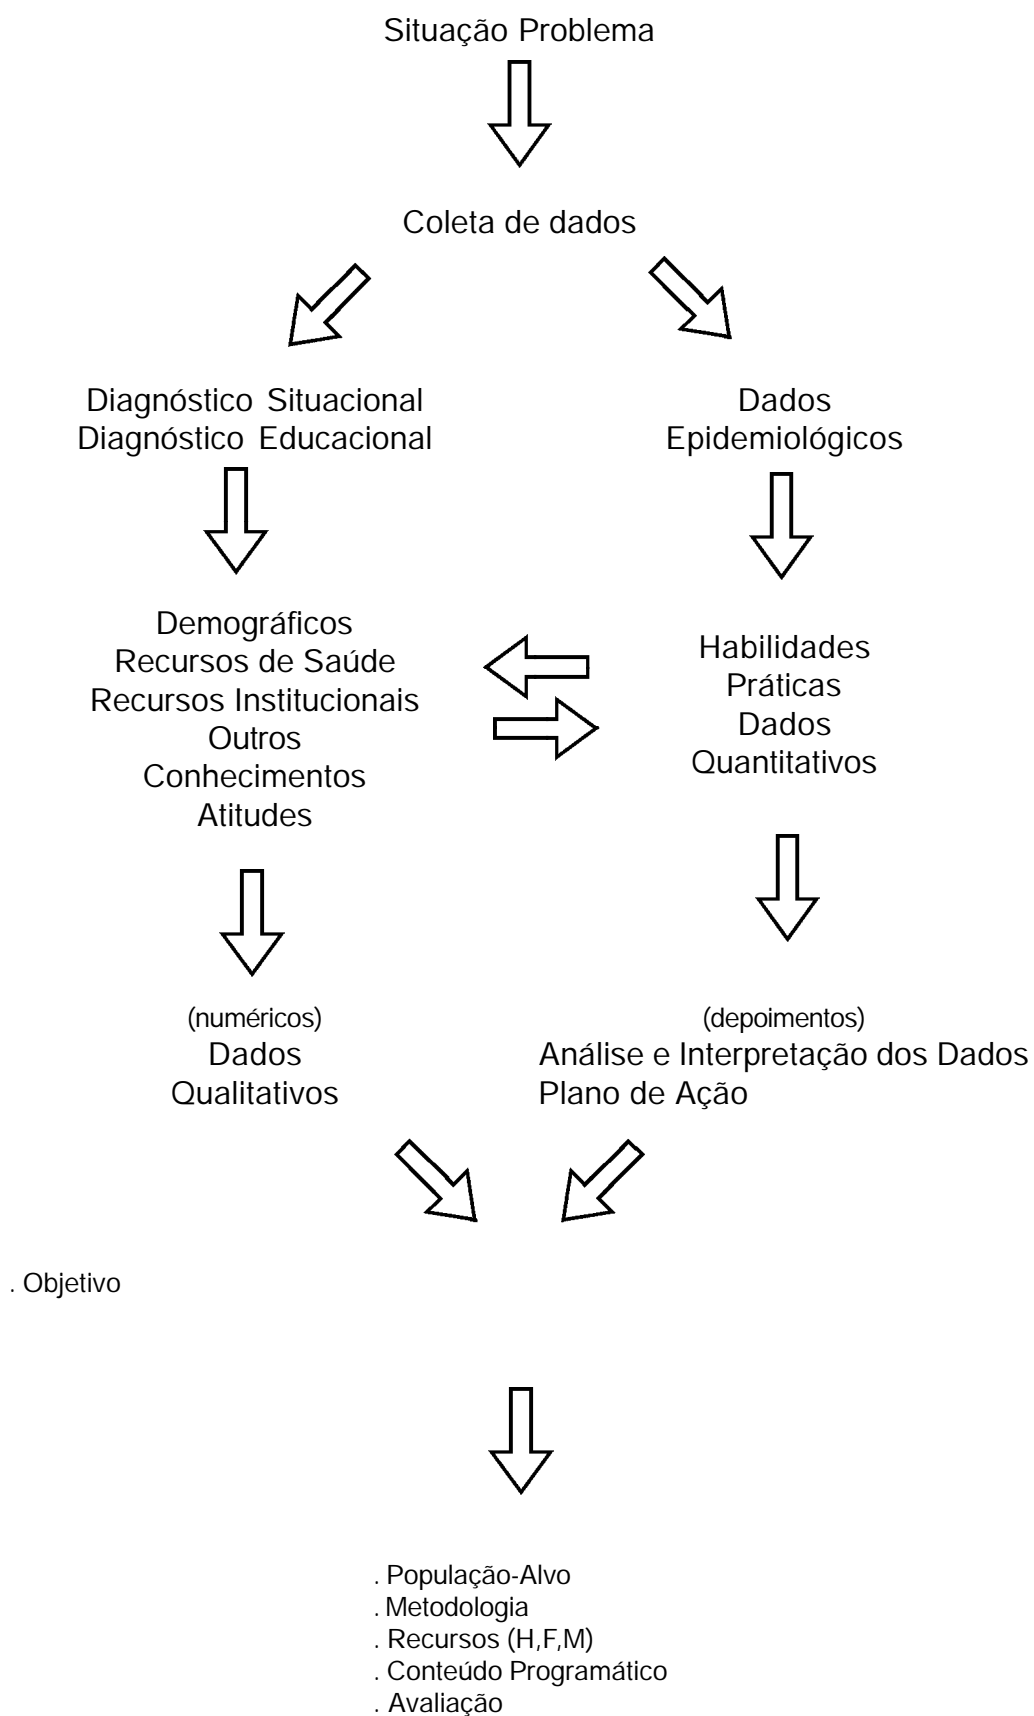 Situação Problema
Coleta de dados
Diagnóstico Situacional
Diagnóstico Educacional
Dados
Epidemiológicos
Demográficos
Recursos de Saúde
Recursos Institucionais
Outros
Conhecimentos
Atitudes
Habilidades
Práticas
Dados
Quantitativos
(numéricos)
Dados
Qualitativos
(depoimentos)
Análise e Interpretação dos Dados
Plano de Ação
. Objetivo
. População-Alvo
. Metodologia
. Recursos (H,F,M)
. Conteúdo Programático
. Avaliação